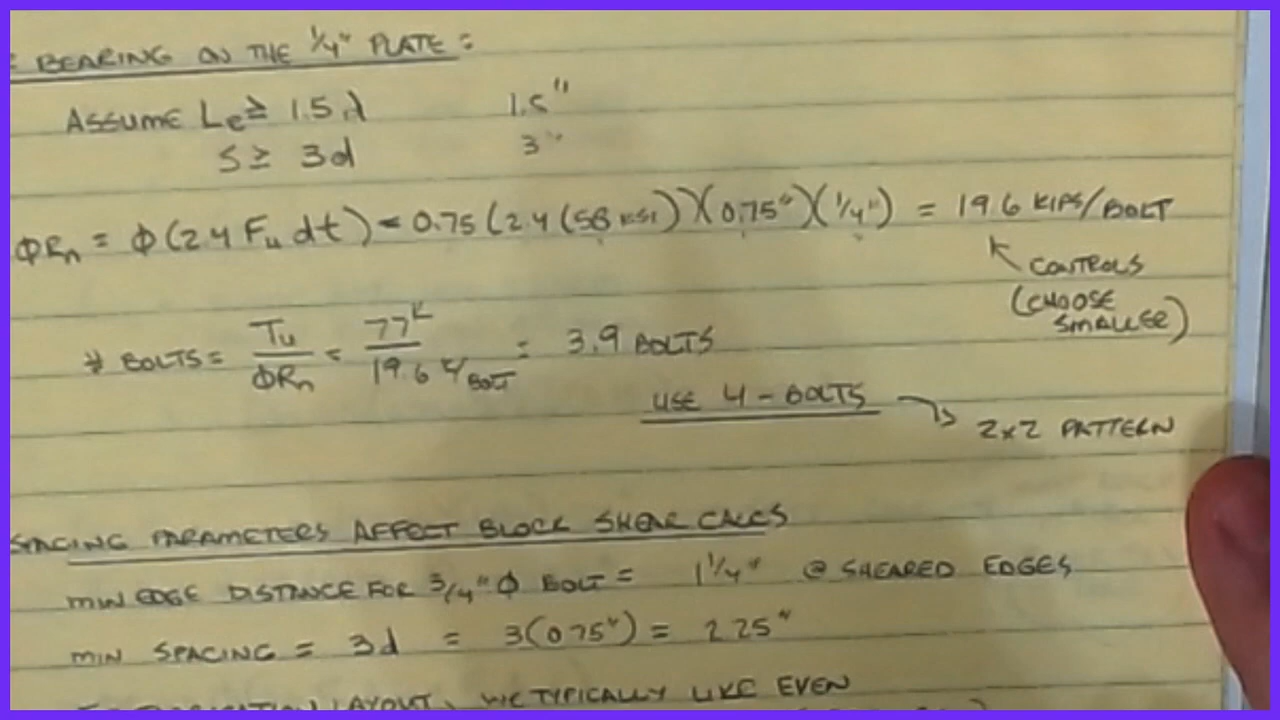 BEARING ON THE 1/4" PLATE:
ASSUME Le ≥ 1.5d 1.5"
S ≥ 3d 3"
ΦRn = Φ(2.4 Fu dt) = 0.75(2.4(58 KSI))(0.75")(1/4") = 19.6 KIPS/BOLT
CONTROLS
(CHOOSE
SMALLER)
# BOLTS = Tu/ΦRn = 77K/19.6 K/BOLT = 3.9 BOLTS
USE 4-BOLTS → 2x2 PATTERN
SPACING PARAMETERS AFFECT BLOCK SHEAR CALCS
MIN EDGE DISTANCE FOR 3/4" Φ BOLT = 1 1/4" @ SHEARED EDGES
MIN SPACING = 3d = 3(0.75") = 2.25"
LAYOUT, WE TYPICALLY LIKE EVEN